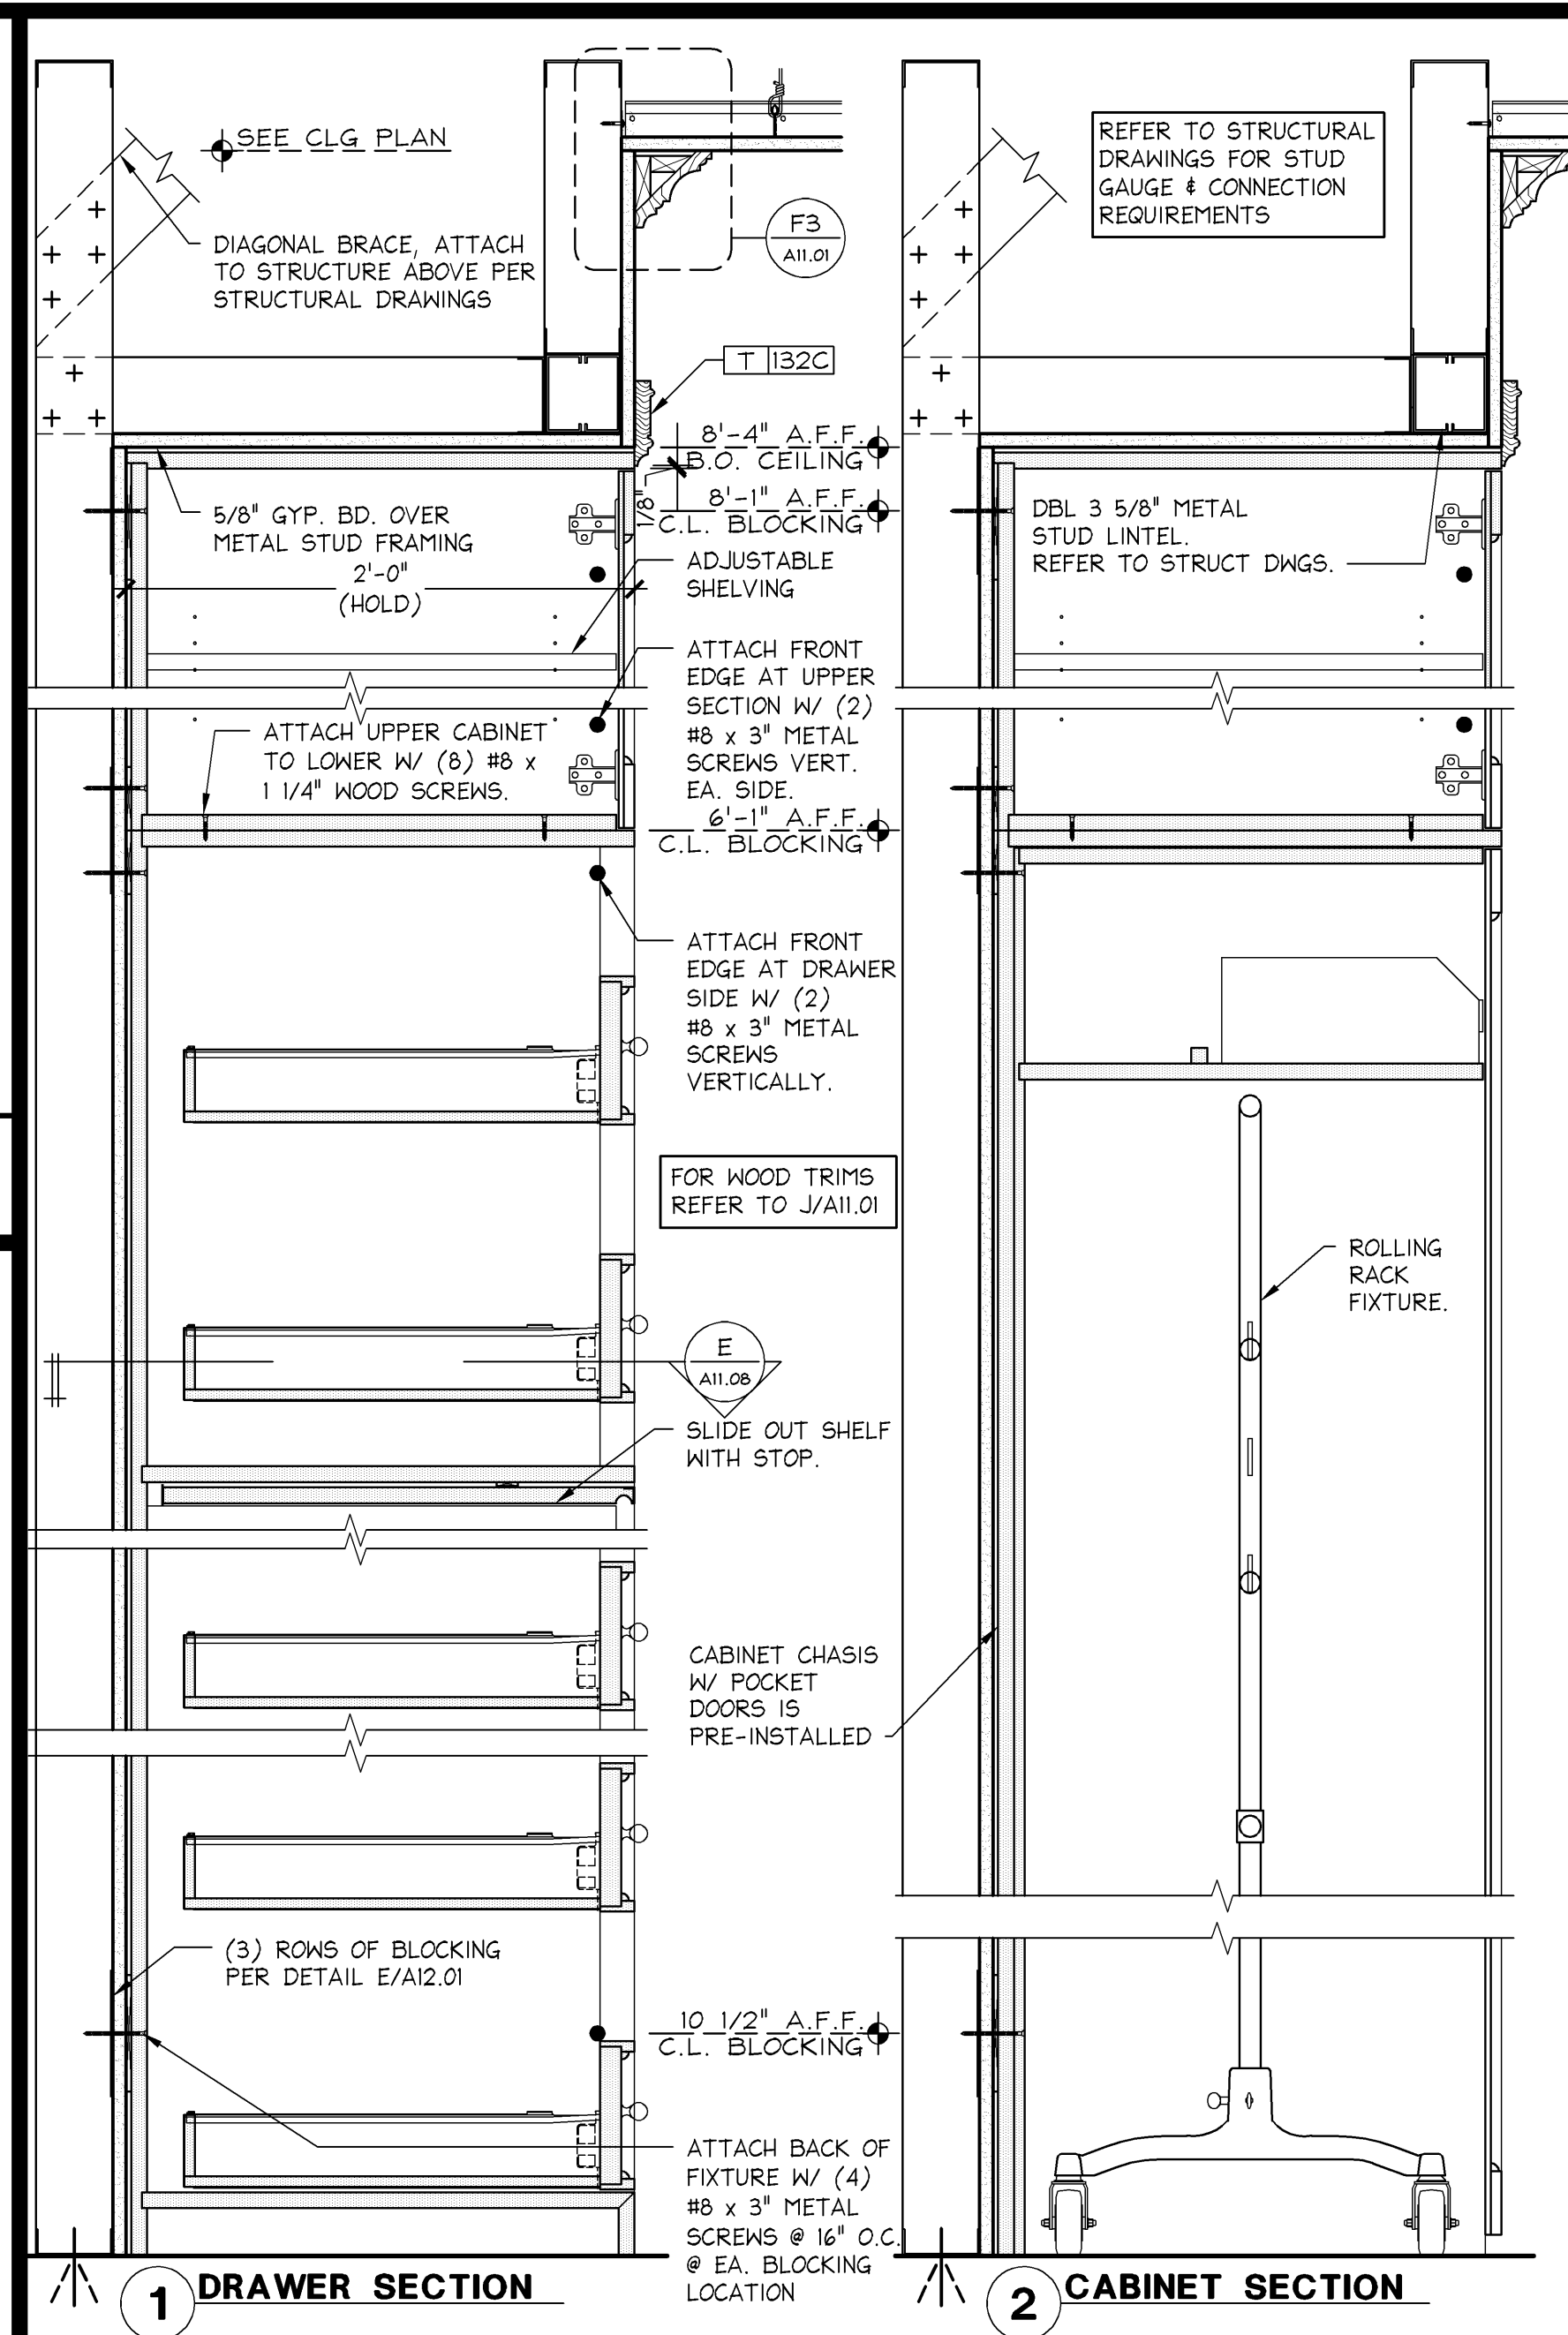 SEE CLG PLAN
DIAGONAL BRACE, ATTACH
TO STRUCTURE ABOVE PER
STRUCTURAL DRAWINGS
F3
A11.01
T 132C
8'-4" A.F.F.
B.O. CEILING
1/8"
8'-1" A.F.F.
C.L. BLOCKING
5/8" GYP. BD. OVER
METAL STUD FRAMING
2'-0"
(HOLD)
ADJUSTABLE
SHELVING
ATTACH FRONT
EDGE AT UPPER
SECTION W/ (2)
#8 x 3" METAL
SCREWS VERT.
EA. SIDE.
ATTACH UPPER CABINET
TO LOWER W/ (8) #8 x
1 1/4" WOOD SCREWS.
6'-1" A.F.F.
C.L. BLOCKING
ATTACH FRONT
EDGE AT DRAWER
SIDE W/ (2)
#8 x 3" METAL
SCREWS
VERTICALLY.
FOR WOOD TRIMS
REFER TO J/A11.01
E
A11.08
SLIDE OUT SHELF
WITH STOP.
CABINET CHASIS
W/ POCKET
DOORS IS
PRE-INSTALLED
(3) ROWS OF BLOCKING
PER DETAIL E/A12.01
10 1/2" A.F.F.
C.L. BLOCKING
ATTACH BACK OF
FIXTURE W/ (4)
#8 x 3" METAL
SCREWS @ 16" O.C.
@ EA. BLOCKING
LOCATION
1 DRAWER SECTION
REFER TO STRUCTURAL
DRAWINGS FOR STUD
GAUGE & CONNECTION
REQUIREMENTS
DBL 3 5/8" METAL
STUD LINTEL.
REFER TO STRUCT DWGS.
ROLLING
RACK
FIXTURE.
2 CABINET SECTION